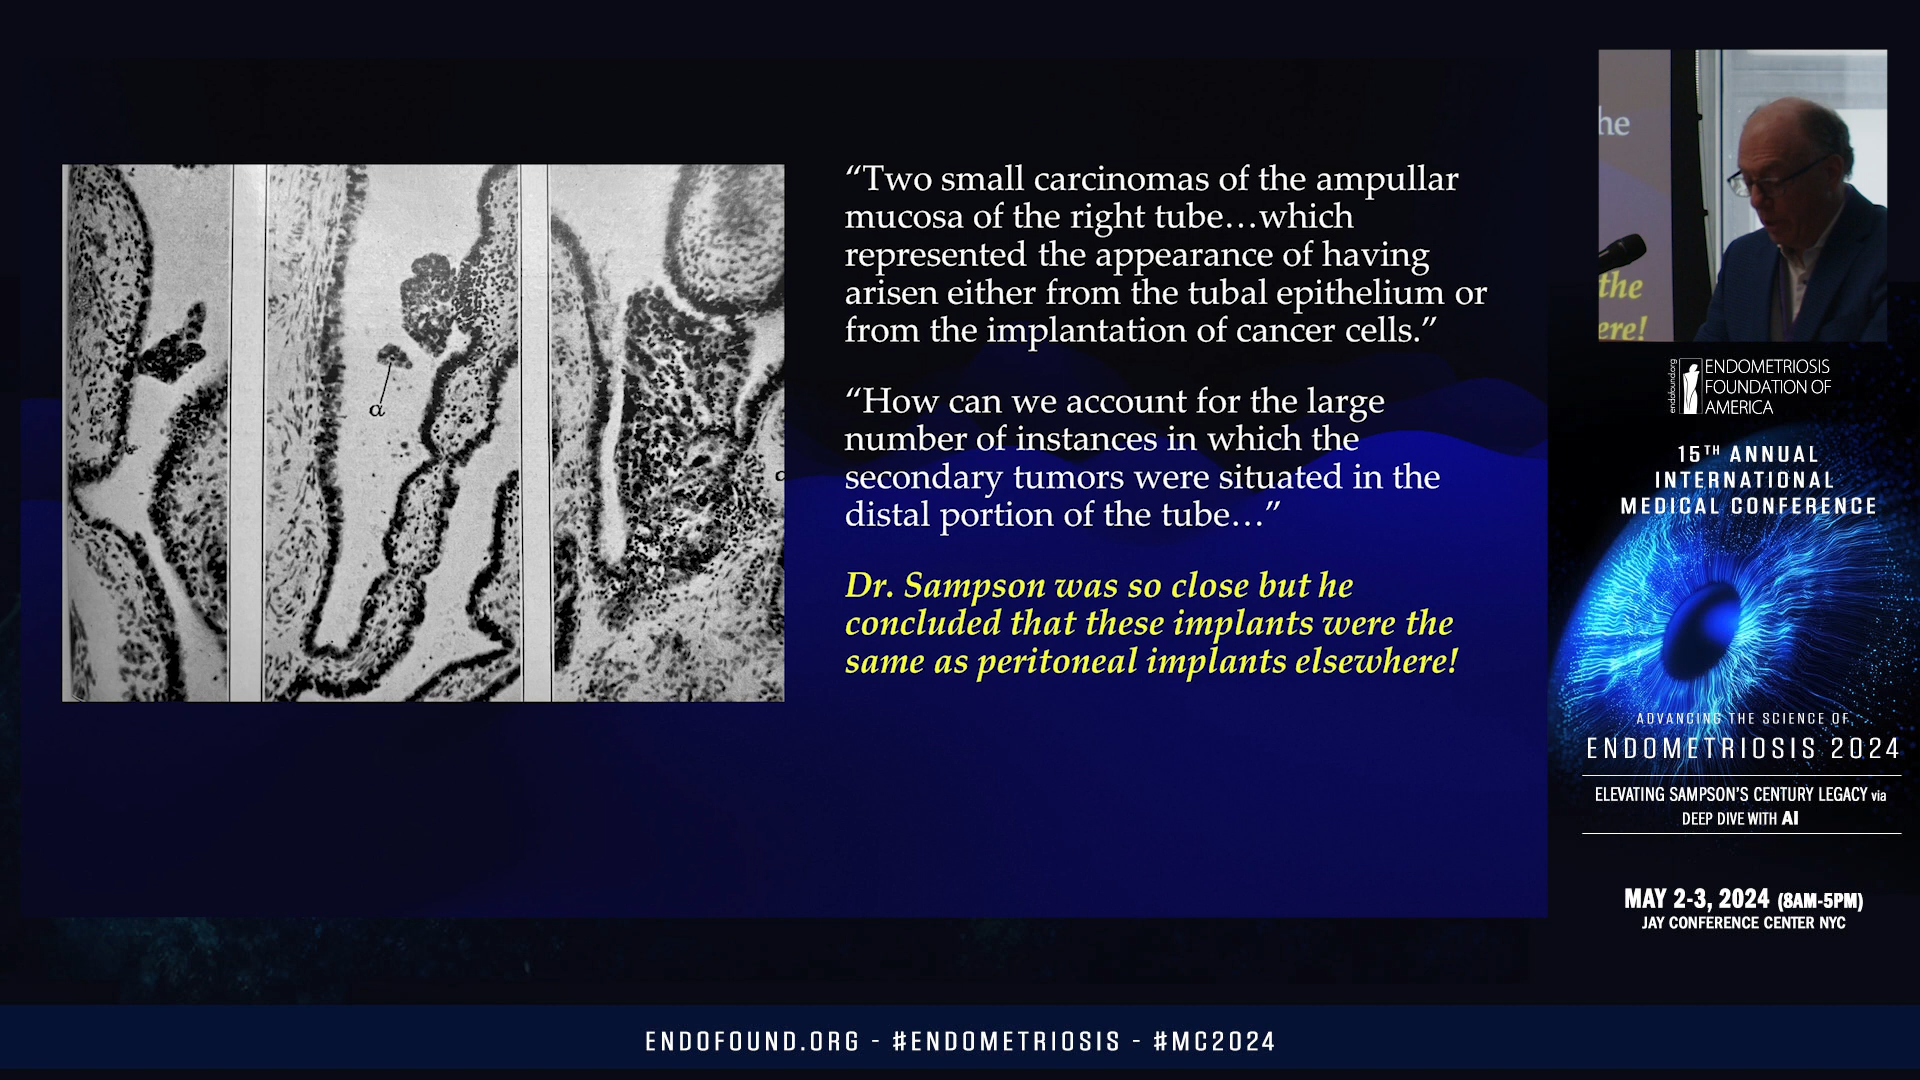 “Two small carcinomas of the ampullar
mucosa of the right tube…which
represented the appearance of having
arisen either from the tubal epithelium or
from the implantation of cancer cells.”
“How can we account for the large
number of instances in which the
secondary tumors were situated in the
distal portion of the tube…”
Dr. Sampson was so close but he
concluded that these implants were the
same as peritoneal implants elsewhere!
a
he
the
ere!
endofound.org
ENDOMETRIOSIS
FOUNDATION OF
AMERICA
15TH ANNUAL
INTERNATIONAL
MEDICAL CONFERENCE
ADVANCING THE SCIENCE OF
ENDOMETRIOSIS 2024
ELEVATING SAMPSON'S CENTURY LEGACY via
DEEP DIVE WITH AI
MAY 2-3, 2024 (8AM-5PM)
JAY CONFERENCE CENTER NYC
ENDOFOUND.ORG - #ENDOMETRIOSIS - #MC2024